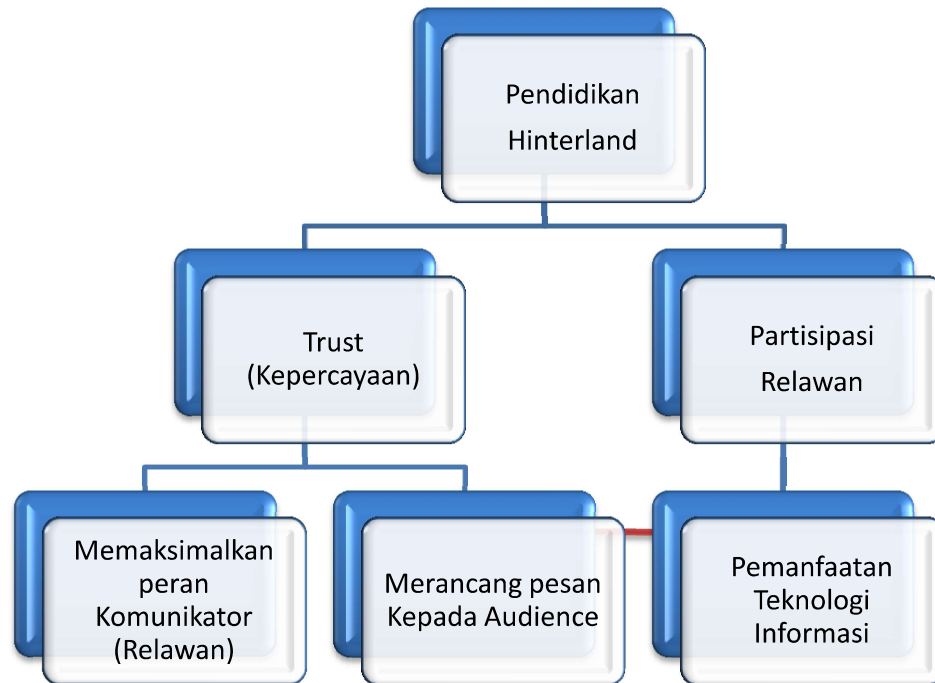 Pendidikan
Hinterland
Trust
(Kepercayaan)
Partisipasi
Relawan
Memaksimalkan
peran
Komunikator
(Relawan)
Merancang pesan
Kepada Audience
Pemanfaatan
Teknologi
Informasi